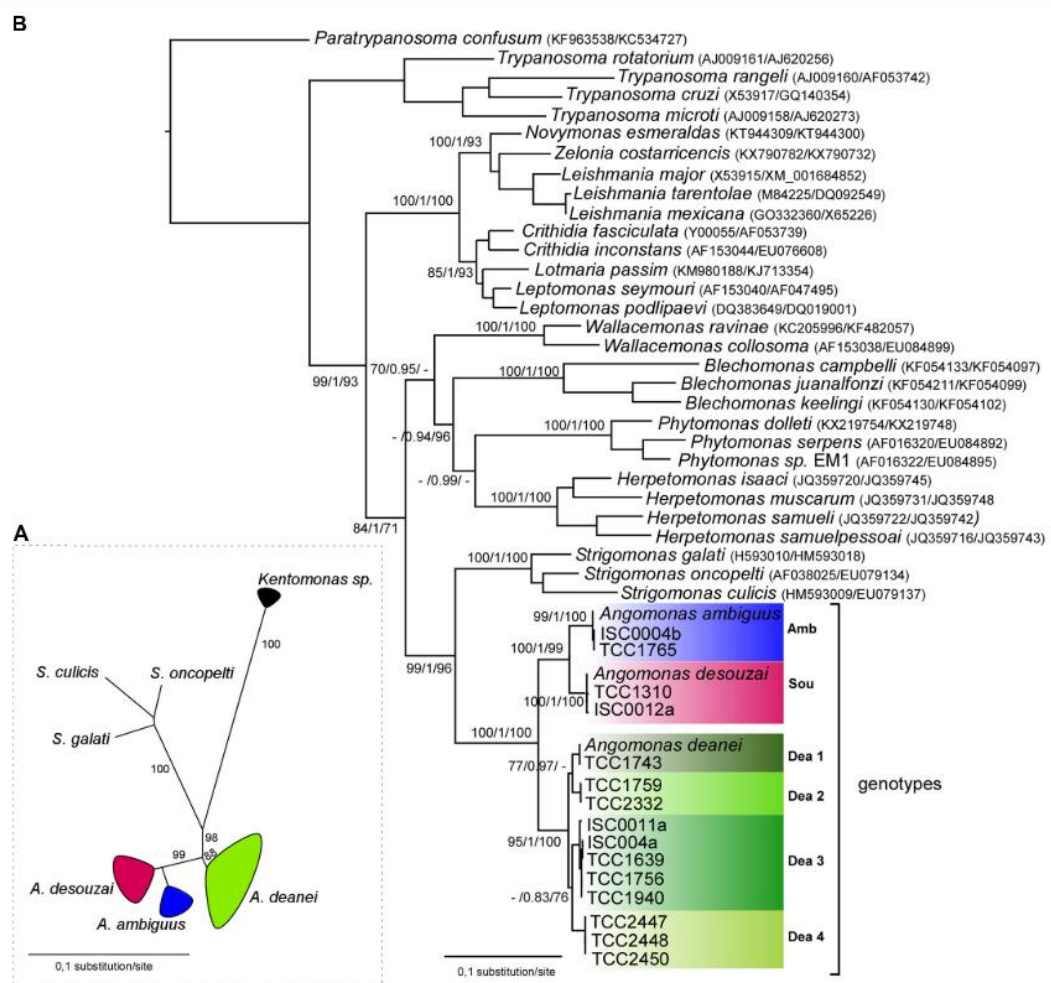 B
Paratrypanosoma confusum (KF963538/KC534727)
Trypanosoma rotatorium (AJ009161/AJ620256)
Trypanosoma rangeli (AJ009160/AF053742)
Trypanosoma cruzi (X53917/GQ140354)
Trypanosoma microti (AJ009158/AJ620273)
Novymonas esmeraldas (KT944309/KT944300)
100/1/93
Zelonia costarricencis (KX790782/KX790732)
Leishmania major (X53915/XM_001684852)
Leishmania tarentolae (M84225/DQ092549)
100/1/100
Leishmania mexicana (GO332360/X65226)
Crithidia fasciculata (Y00055/AF053739)
Crithidia inconstans (AF153044/EU076608)
85/1/93
Lotmaria passim (KM980188/KJ713354)
Leptomonas seymouri (AF153040/AF047495)
Leptomonas podlipaevi (DQ383649/DQ019001)
100/1/100
Wallacemonas ravinae (KC205996/KF482057)
Wallacemonas collosoma (AF153038/EU084899)
99/1/93
70/0.95/ -
100/1/100
Blechomonas campbelli (KF054133/KF054097)
Blechomonas juanalfonzi (KF054211/KF054099)
Blechomonas keelingi (KF054130/KF054102)
100/1/100
Phytomonas dolleti (KX219754/KX219748)
- /0.94/96
Phytomonas serpens (AF016320/EU084892)
Phytomonas sp. EM1 (AF016322/EU084895)
- /0.99/ -
Herpetomonas isaaci (JQ359720/JQ359745)
100/1/100
Herpetomonas muscarum (JQ359731/JQ359748
Herpetomonas samueli (JQ359722/JQ359742)
84/1/71
Herpetomonas samuelpessoai (JQ359716/JQ359743)
100/1/100
Strigomonas galati (H593010/HM593018)
Strigomonas oncopelti (AF038025/EU079134)
Strigomonas culicis (HM593009/EU079137)
99/1/96
99/1/100
Angomonas ambiguus
ISC0004b
TCC1765
Amb
100/1/99
Angomonas desouzai
TCC1310
ISC0012a
Sou
100/1/100
100/1/100
Angomonas deanei
TCC1743
Dea 1
77/0.97/ -
TCC1759
TCC2332
Dea 2
ISC0011a
ISC004a
TCC1639
TCC1756
TCC1940
Dea 3
95/1/100
- /0.83/76
TCC2447
TCC2448
TCC2450
Dea 4
genotypes
0,1 substitution/site
A
Kentomonas sp.
100
S. culicis
S. oncopelti
S. galati
100
98
99
A. desouzai
A. ambiguus
A. deanei
0,1 substitution/site